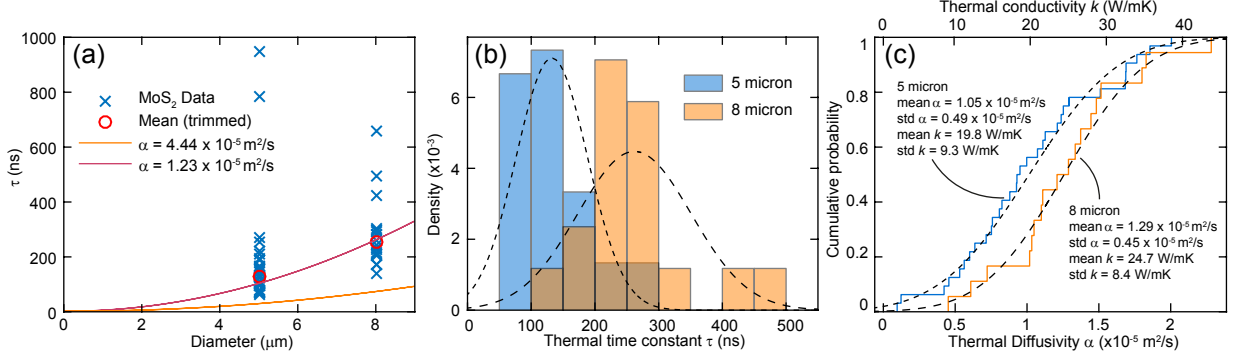 (a)
1000
800
600
400
200
0
τ (ns)
0
2
4
6
8
Diameter (μm)
MoS₂ Data
Mean (trimmed)
α = 4.44 x 10⁻⁵ m²/s
α = 1.23 x 10⁻⁵ m²/s
(b)
6
4
2
0
Density (x10⁻³)
0
100
200
300
400
500
Thermal time constant τ (ns)
5 micron
8 micron
Thermal conductivity k (W/mK)
0
10
20
30
40
(c)
1
0.8
0.6
0.4
0.2
0
Cumulative probability
5 micron
mean α = 1.05 x 10⁻⁵ m²/s
std α = 0.49 x 10⁻⁵ m²/s
mean k = 19.8 W/mK
std k = 9.3 W/mK
8 micron
mean α = 1.29 x 10⁻⁵ m²/s
std α = 0.45 x 10⁻⁵ m²/s
mean k = 24.7 W/mK
std k = 8.4 W/mK
0
0.5
1
1.5
2
Thermal Diffusivity α (x10⁻⁵ m²/s)